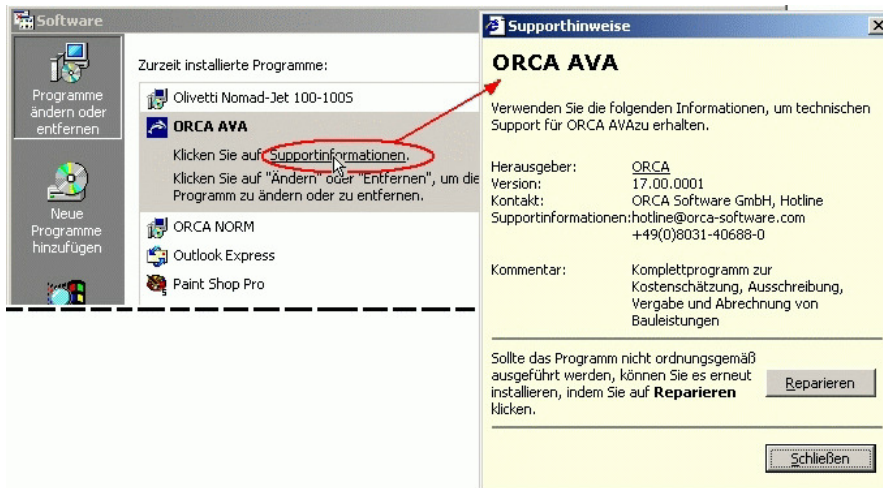 Software
Programme
ändern oder
entfernen
Neue
Programme
hinzufügen
Zurzeit installierte Programme:
Olivetti Nomad-Jet 100-100S
ORCA AVA
Klicken Sie auf Supportinformationen.
Klicken Sie auf "Ändern" oder "Entfernen", um die
Programm zu ändern oder zu entfernen.
ORCA NORM
Outlook Express
Paint Shop Pro
Supporthinweise
ORCA AVA
Verwenden Sie die folgenden Informationen, um technischen
Support für ORCA AVAzu erhalten.
Herausgeber: ORCA
Version: 17.00.0001
Kontakt: ORCA Software GmbH, Hotline
Supportinformationen:hotline@orca-software.com
+49(0)8031-40688-0
Kommentar: Komplettprogramm zur
Kostenschätzung, Ausschreibung,
Vergabe und Abrechnung von
Bauleistungen
Sollte das Programm nicht ordnungsgemäß
ausgeführt werden, können Sie es erneut
installieren, indem Sie auf Reparieren
klicken.
Reparieren
Schließen